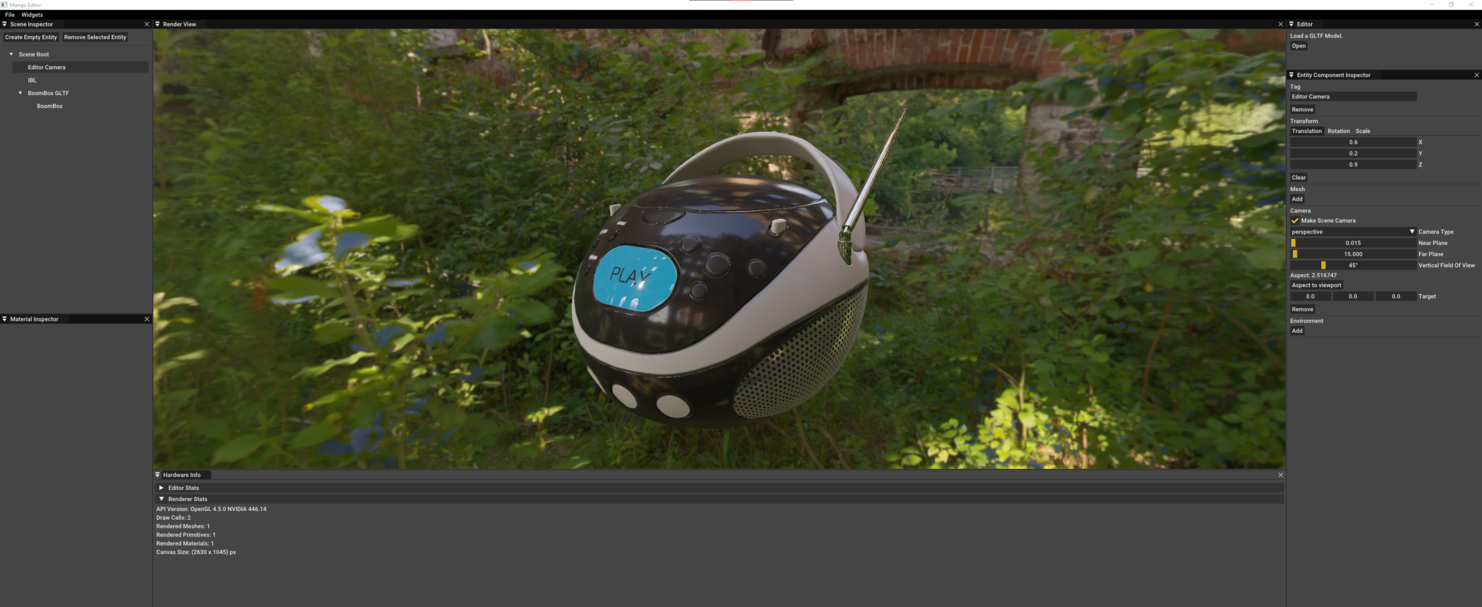 Mango Editor
File Widgets
Scene Inspector
Create Empty Entity Remove Selected Entity
Scene Root
Editor Camera
IBL
BoomBox GLTF
BoomBox
Material Inspector
Render View
PLAY
Hardware Info
Editor Stats
Renderer Stats
API Version: OpenGL 4.5.0 NVIDIA 446.14
Draw Calls: 2
Rendered Meshes: 1
Rendered Primitives: 1
Rendered Materials: 1
Canvas Size: (2630 x 1045) px
Editor
Load a GLTF Model.
Open
Entity Component Inspector
Tag
Editor Camera
Remove
Transform
Translation Rotation Scale
0.6 X
0.2 Y
0.9 Z
Clear
Mesh
Add
Camera
Make Scene Camera
perspective Camera Type
0.015 Near Plane
15.000 Far Plane
45° Vertical Field Of View
Aspect: 2.516747
Aspect to viewport
0.0 0.0 0.0 Target
Remove
Environment
Add